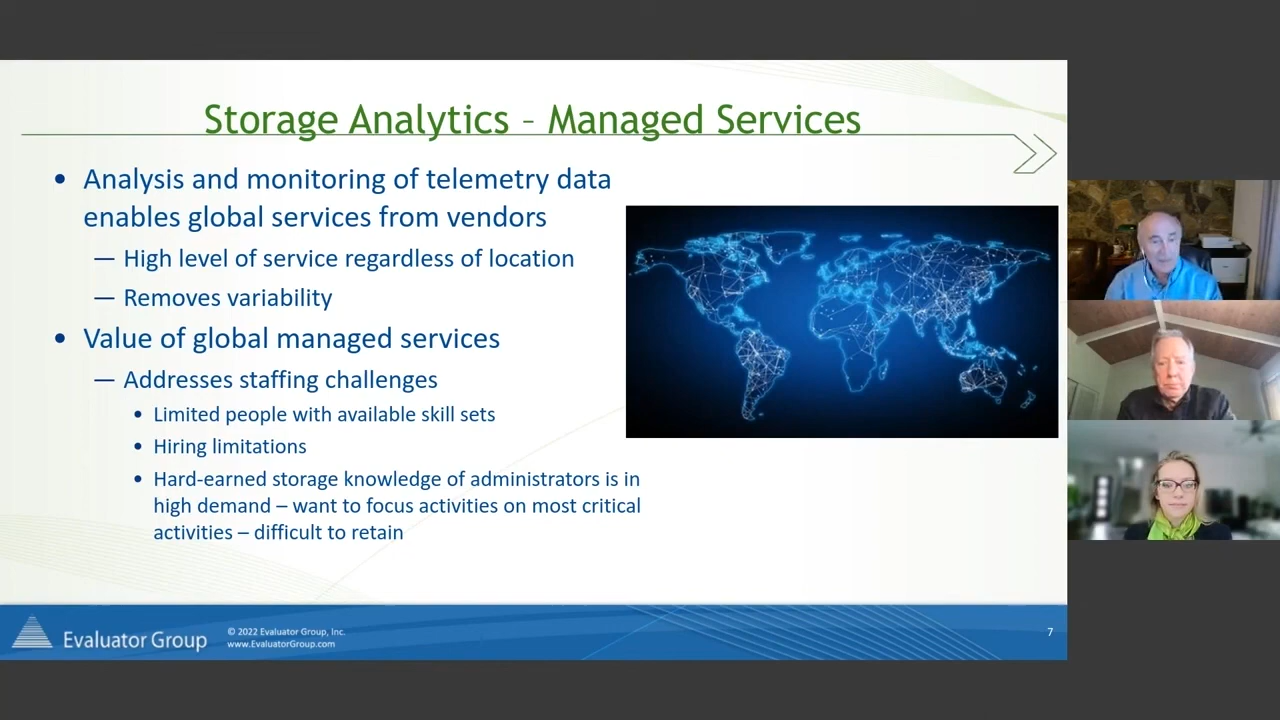 Storage Analytics – Managed Services
• Analysis and monitoring of telemetry data
enables global services from vendors
— High level of service regardless of location
— Removes variability
• Value of global managed services
— Addresses staffing challenges
• Limited people with available skill sets
• Hiring limitations
• Hard-earned storage knowledge of administrators is in
high demand – want to focus activities on most critical
activities – difficult to retain
Evaluator Group
© 2022 Evaluator Group, Inc.
www.EvaluatorGroup.com
7